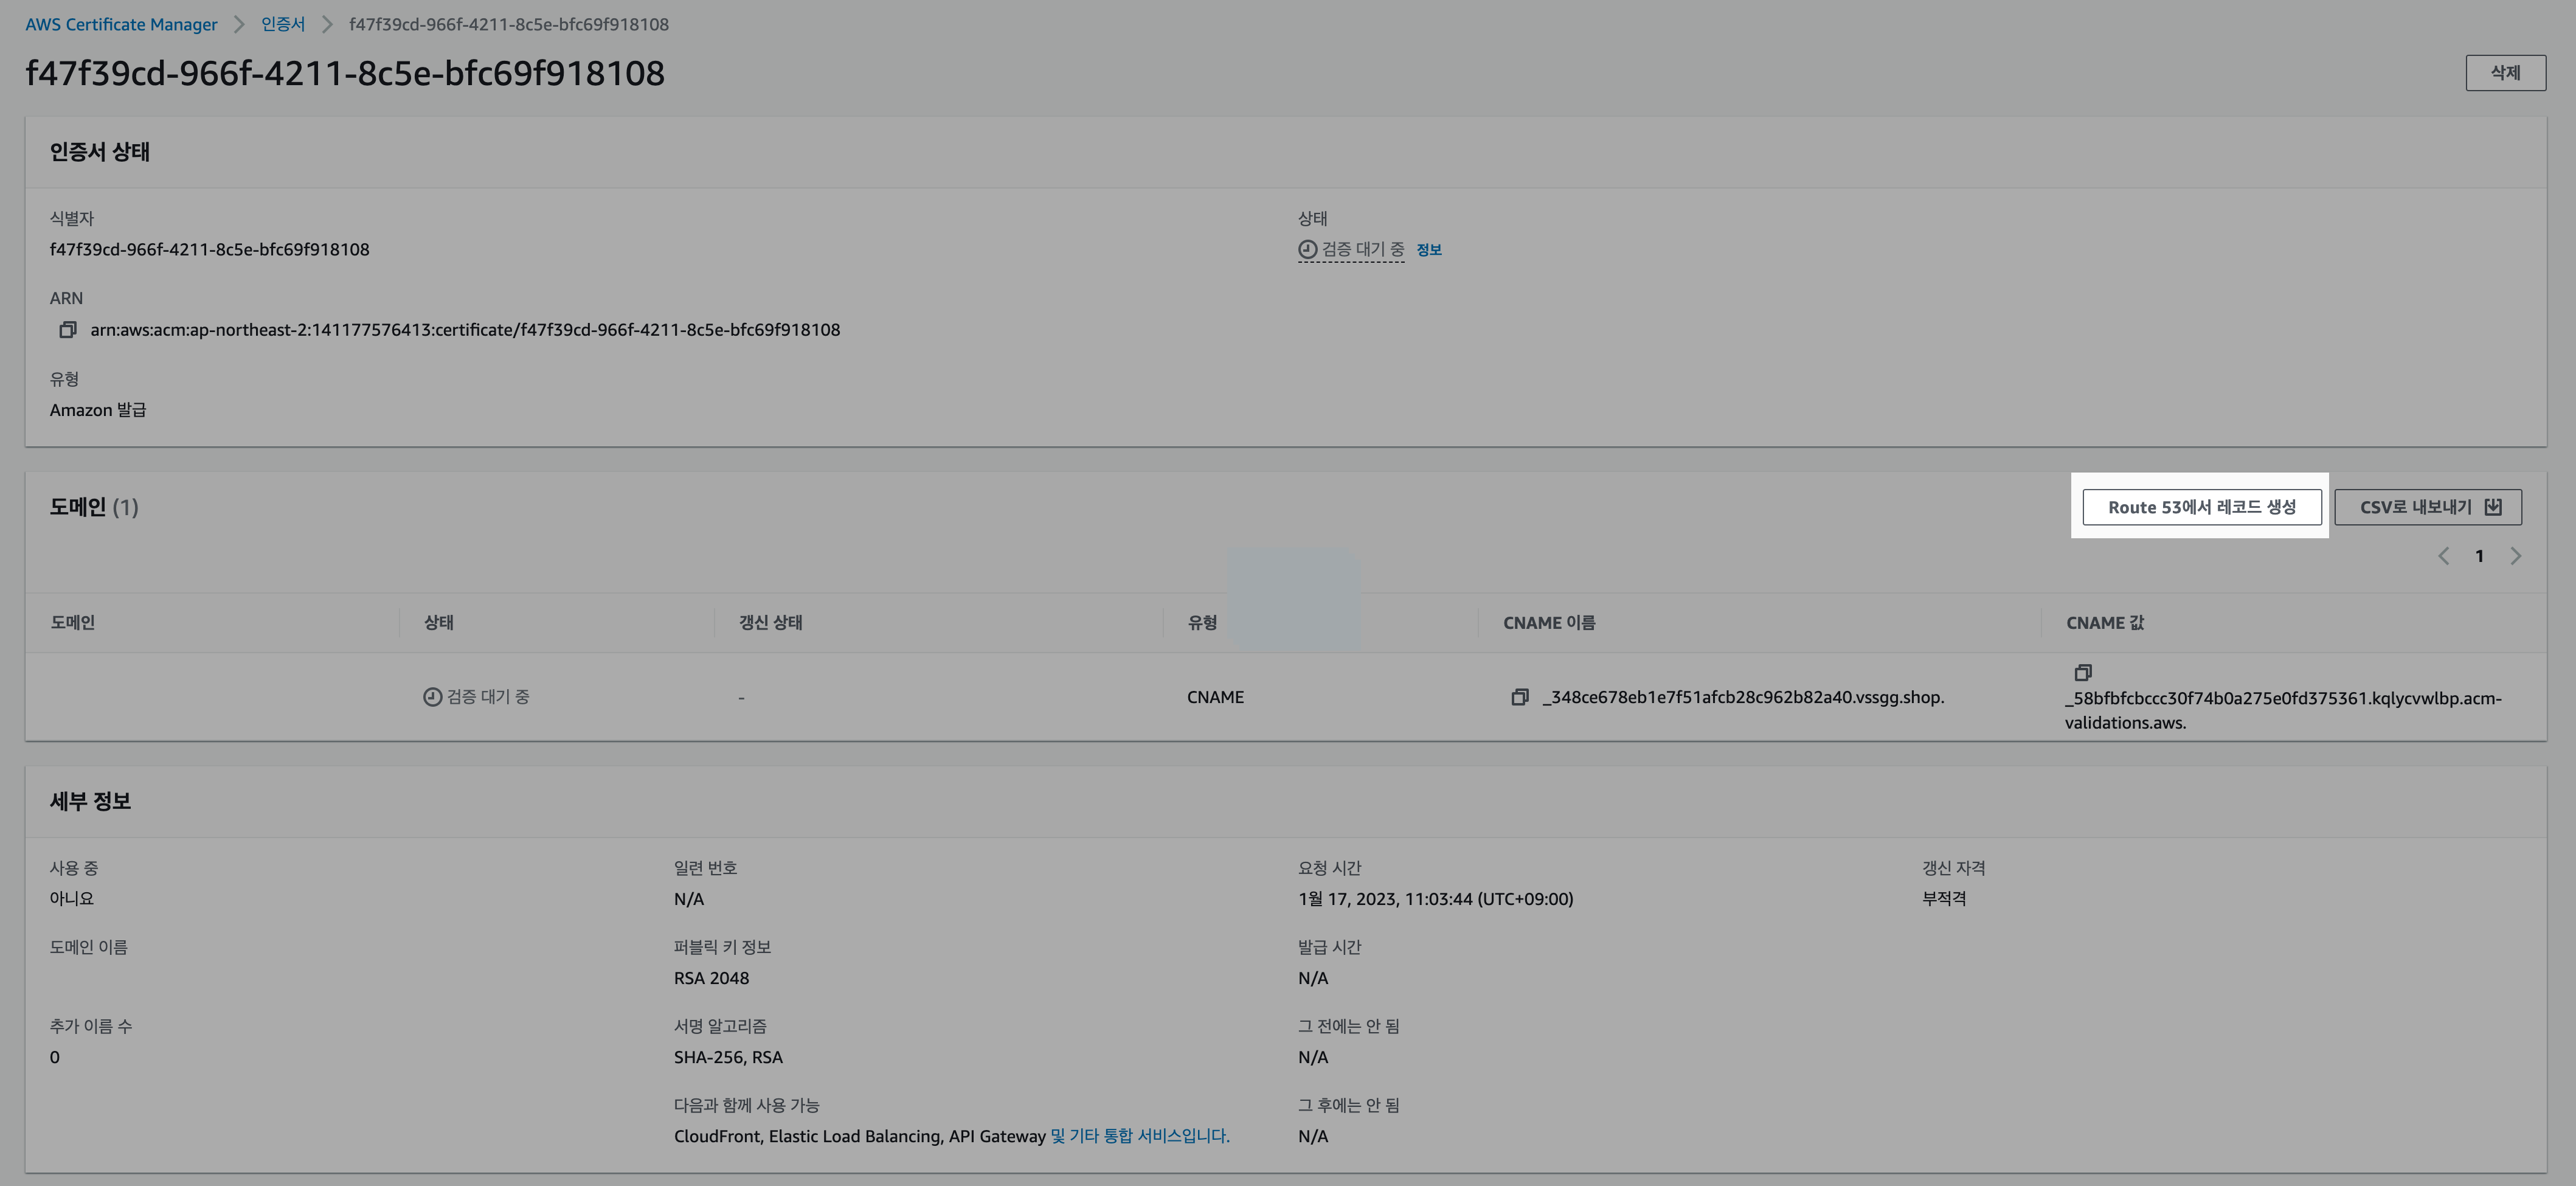 AWS Certificate Manager > 인증서 > f47f39cd-966f-4211-8c5e-bfc69f918108
f47f39cd-966f-4211-8c5e-bfc69f918108
삭제
인증서 상태
식별자
f47f39cd-966f-4211-8c5e-bfc69f918108
상태
검증 대기 중 정보
ARN
arn:aws:acm:ap-northeast-2:141177576413:certificate/f47f39cd-966f-4211-8c5e-bfc69f918108
유형
Amazon 발급
도메인 (1)
Route 53에서 레코드 생성
CSV로 내보내기
1
도메인 상태 갱신 상태 유형 CNAME 이름 CNAME 값
검증 대기 중 - CNAME _348ce678eb1e7f51afcb28c962b82a40.vssgg.shop.
_58bfbfcbccc30f74b0a275e0fd375361.kqlycvwlbp.acm-
validations.aws.
세부 정보
사용 중 일련 번호 요청 시간 갱신 자격
아니요 N/A 1월 17, 2023, 11:03:44 (UTC+09:00) 부적격
도메인 이름 퍼블릭 키 정보 발급 시간
RSA 2048 N/A
추가 이름 수 서명 알고리즘 그 전에는 안 됨
0 SHA-256, RSA N/A
다음과 함께 사용 가능 그 후에는 안 됨
CloudFront, Elastic Load Balancing, API Gateway 및 기타 통합 서비스입니다. N/A